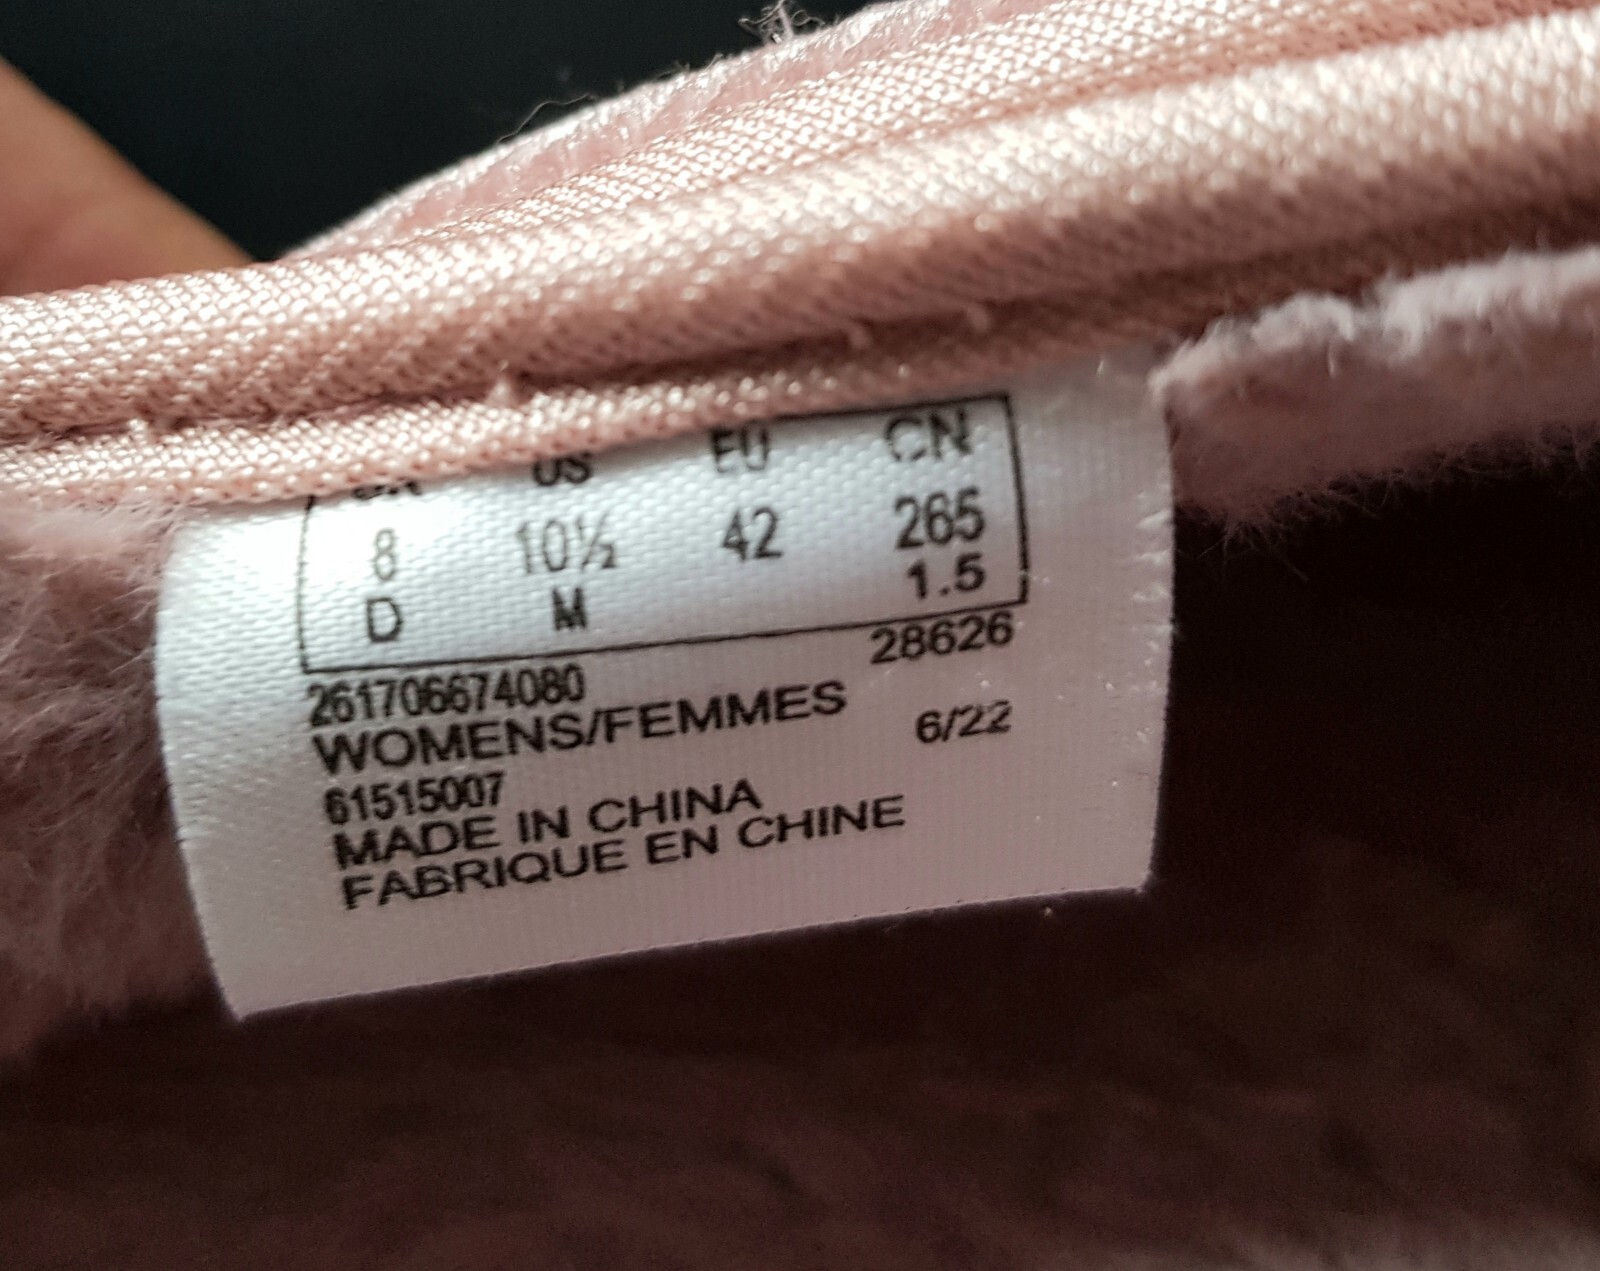 US EU CN
8 10½ 42 265
D M 1.5
261706674080 28626
WOMENS/FEMMES 6/22
61515007
MADE IN CHINA
FABRIQUE EN CHINE